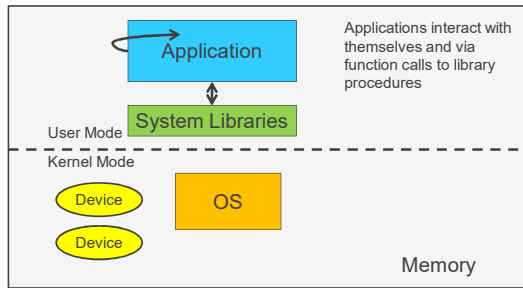 Application
Applications interact with
themselves and via
function calls to library
procedures
System Libraries
User Mode
Kernel Mode
Device
OS
Device
Memory